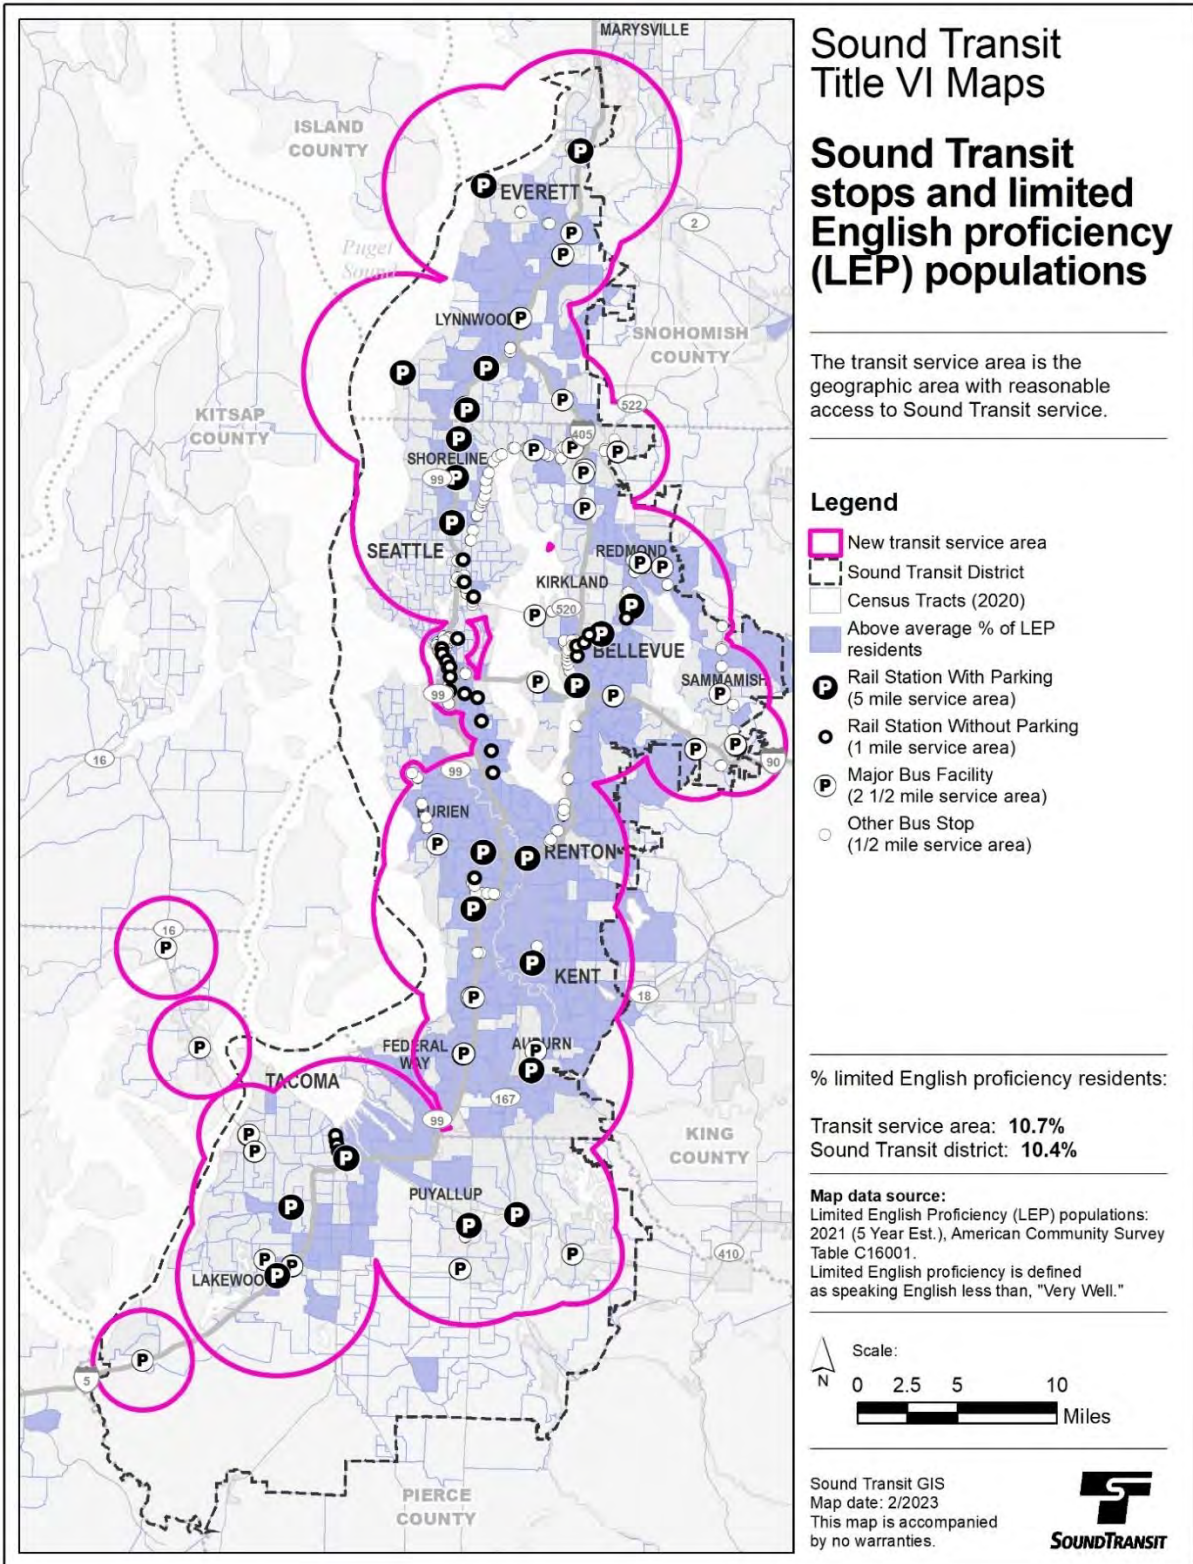 MARYSVILLE
ISLAND
COUNTY
EVERETT
2
Puget
Sound
LYNNWOOD
SNOHOMISH
COUNTY
KITSAP
COUNTY
522
405
SHORELINE
99
SEATTLE
REDMOND
KIRKLAND
520
BELLEVUE
SAMMAMISH
99
16
90
99
BURIEN
RENTON
16
KENT
18
FEDERAL
WAY
AUBURN
TACOMA
167
99
KING
COUNTY
PUYALLUP
410
LAKEWOOD
5
PIERCE
COUNTY
Sound Transit
Title VI Maps
Sound Transit
stops and limited
English proficiency
(LEP) populations
The transit service area is the
geographic area with reasonable
access to Sound Transit service.
Legend
New transit service area
Sound Transit District
Census Tracts (2020)
Above average % of LEP
residents
P Rail Station With Parking
(5 mile service area)
Rail Station Without Parking
(1 mile service area)
P Major Bus Facility
(2 1/2 mile service area)
Other Bus Stop
(1/2 mile service area)
% limited English proficiency residents:
Transit service area: 10.7%
Sound Transit district: 10.4%
Map data source:
Limited English Proficiency (LEP) populations:
2021 (5 Year Est.), American Community Survey
Table C16001.
Limited English proficiency is defined
as speaking English less than, "Very Well."
N
Scale:
0 2.5 5 10
Miles
Sound Transit GIS
Map date: 2/2023
This map is accompanied
by no warranties.
SOUNDTRANSIT